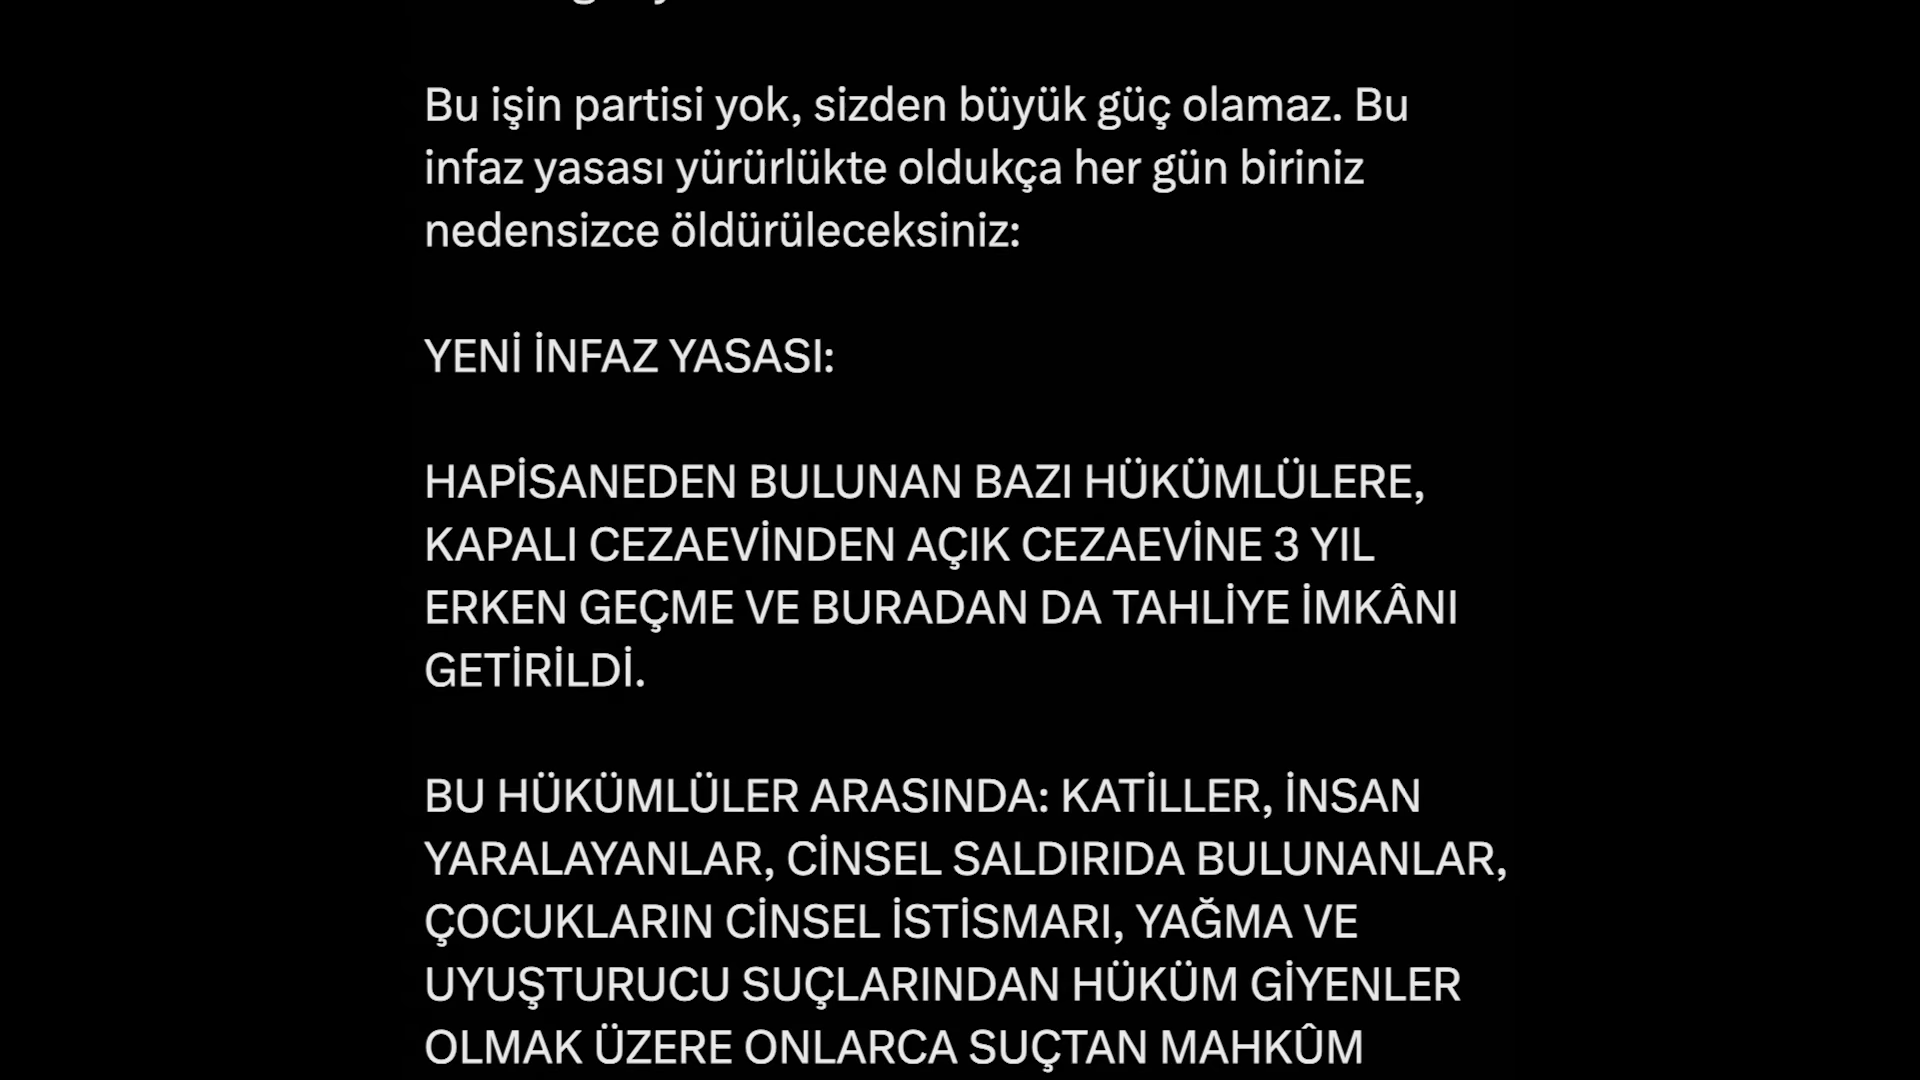 Bu işin partisi yok, sizden büyük güç olamaz. Bu
infaz yasası yürürlükte oldukça her gün biriniz
nedensizce öldürüleceksiniz:
YENİ İNFAZ YASASI:
HAPİSANEDEN BULUNAN BAZI HÜKÜMLÜLERE,
KAPALI CEZAEVİNDEN AÇIK CEZAEVİNE 3 YIL
ERKEN GEÇME VE BURADAN DA TAHLİYE İMKÂNI
GETİRİLDİ.
BU HÜKÜMLÜLER ARASINDA: KATİLLER, İNSAN
YARALAYANLAR, CİNSEL SALDIRIDA BULUNANLAR,
ÇOCUKLARIN CİNSEL İSTİSMARI, YAĞMA VE
UYUŞTURUCU SUÇLARINDAN HÜKÜM GİYENLER
OLMAK ÜZERE ONLARCA SUÇTAN MAHKÛM